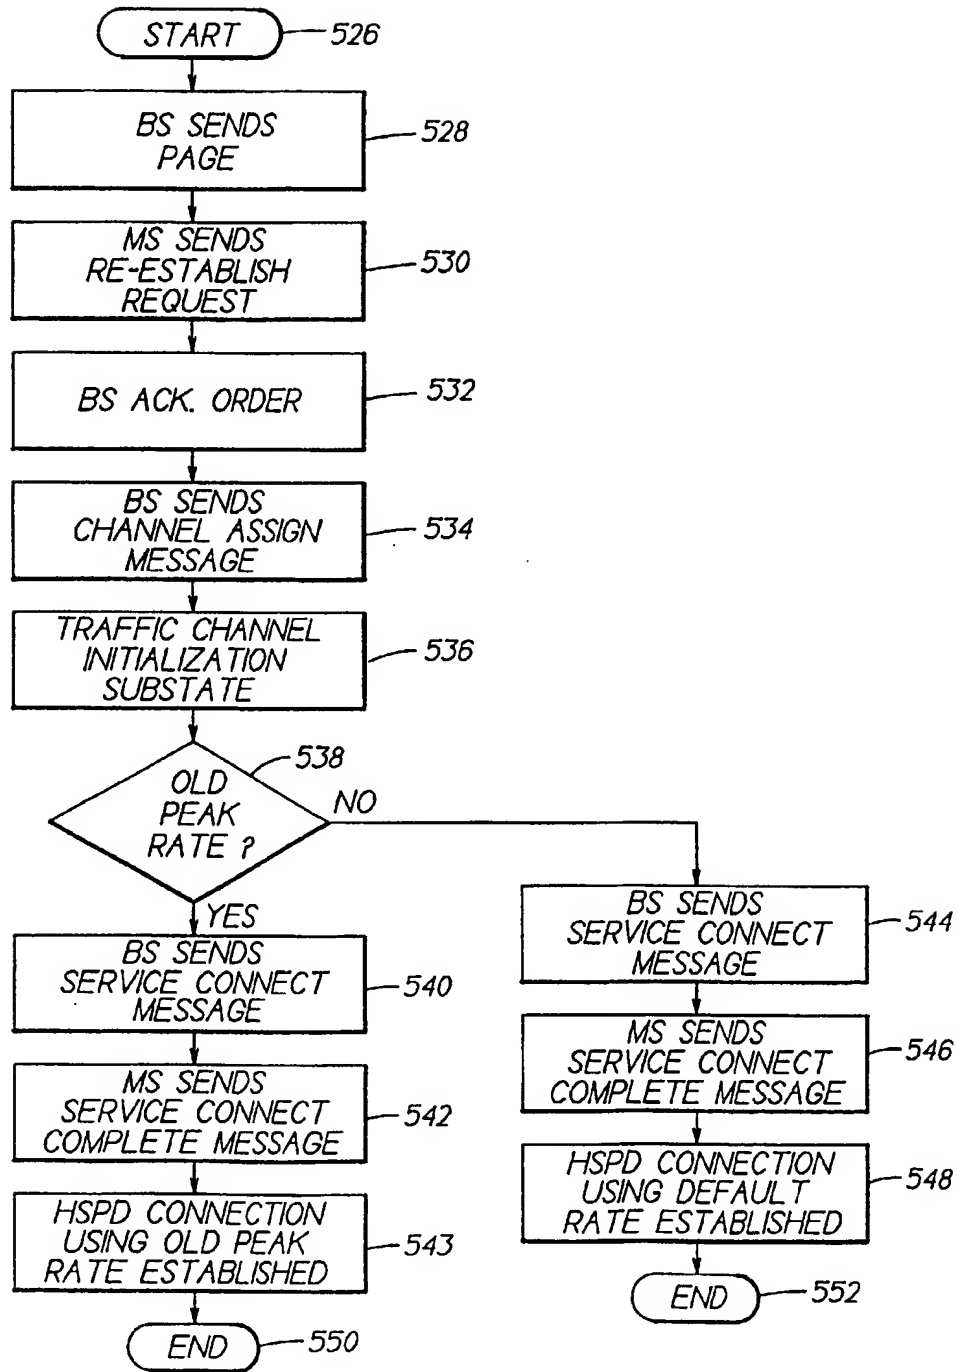 START
526
BS SENDS
PAGE
528
MS SENDS
RE-ESTABLISH
REQUEST
530
BS ACK. ORDER
532
BS SENDS
CHANNEL ASSIGN
MESSAGE
534
TRAFFIC CHANNEL
INITIALIZATION
SUBSTATE
536
OLD
PEAK
RATE ?
538
NO
YES
BS SENDS
SERVICE CONNECT
MESSAGE
540
MS SENDS
SERVICE CONNECT
COMPLETE MESSAGE
542
HSPD CONNECTION
USING OLD PEAK
RATE ESTABLISHED
543
END
550
BS SENDS
SERVICE CONNECT
MESSAGE
544
MS SENDS
SERVICE CONNECT
COMPLETE MESSAGE
546
HSPD CONNECTION
USING DEFAULT
RATE ESTABLISHED
548
END
552